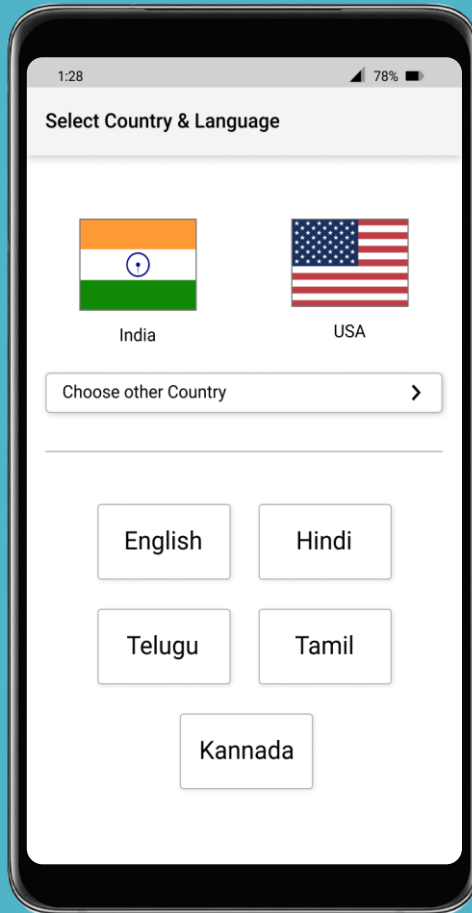 1:28 78%
Select Country & Language
India USA
Choose other Country
English Hindi
Telugu Tamil
Kannada